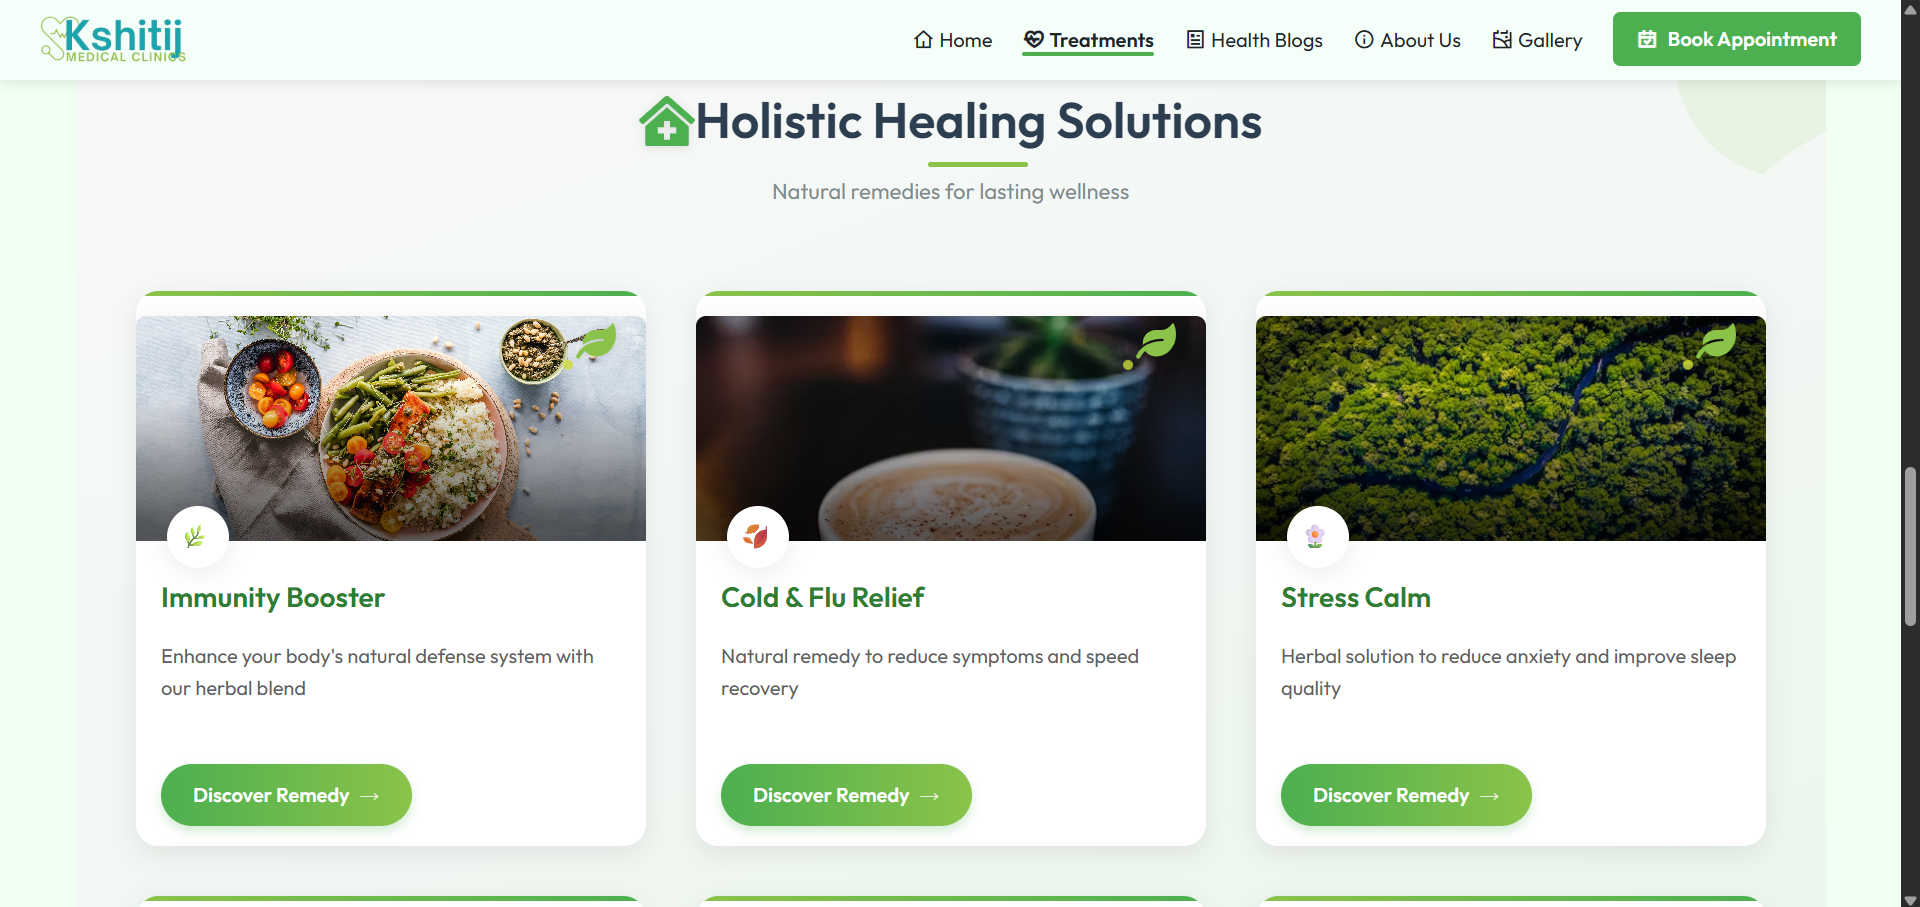 Kshitij
MEDICAL CLINICS
Home
Treatments
Health Blogs
About Us
Gallery
Book Appointment
Holistic Healing Solutions
Natural remedies for lasting wellness
Immunity Booster
Enhance your body's natural defense system with
our herbal blend
Discover Remedy →
Cold & Flu Relief
Natural remedy to reduce symptoms and speed
recovery
Discover Remedy →
Stress Calm
Herbal solution to reduce anxiety and improve sleep
quality
Discover Remedy →